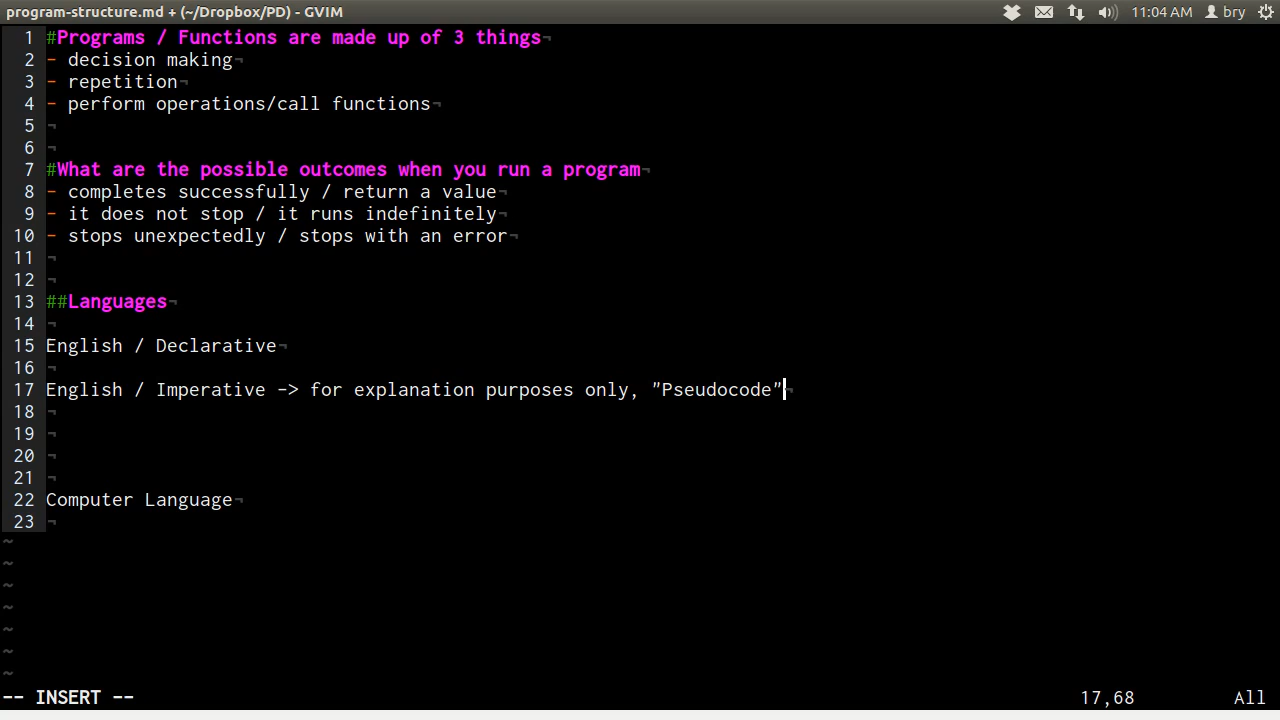 program-structure.md + (~/Dropbox/PD) - GVIM 11:04 AM bry
1 #Programs / Functions are made up of 3 things¬
2 - decision making¬
3 - repetition¬
4 - perform operations/call functions¬
5 ¬
6 ¬
7 #What are the possible outcomes when you run a program¬
8 - completes successfully / return a value¬
9 - it does not stop / it runs indefinitely¬
10 - stops unexpectedly / stops with an error¬
11 ¬
12 ¬
13 ##Languages¬
14 ¬
15 English / Declarative¬
16 ¬
17 English / Imperative -> for explanation purposes only, "Pseudocode"¬
18 ¬
19 ¬
20 ¬
21 ¬
22 Computer Language¬
23 ¬
~
~
~
~
~
~
~
-- INSERT -- 17,68 All